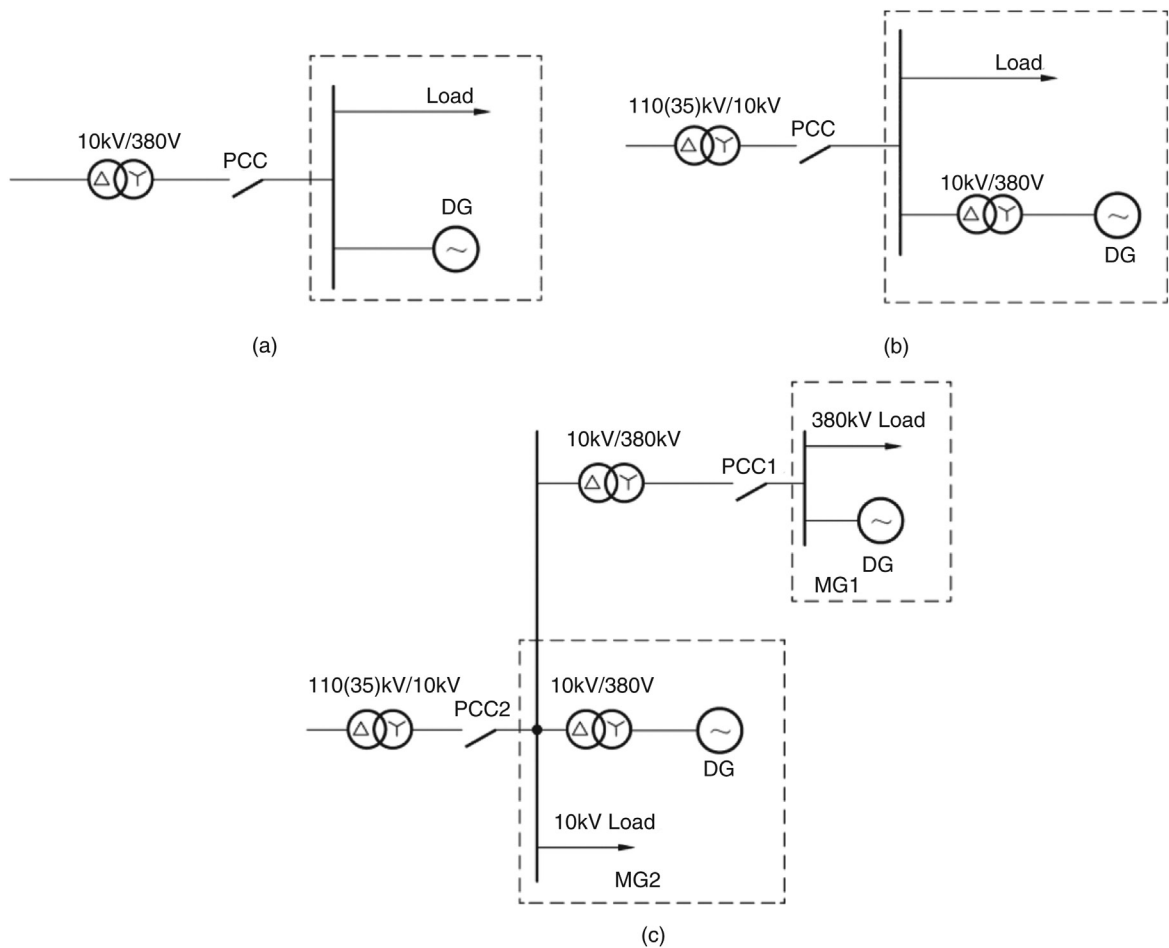 10kV/380V
PCC
Load
DG
(a)
110(35)kV/10kV
PCC
Load
10kV/380V
DG
(b)
10kV/380kV
PCC1
380kV Load
DG
MG1
110(35)kV/10kV
PCC2
10kV/380V
DG
10kV Load
MG2
(c)